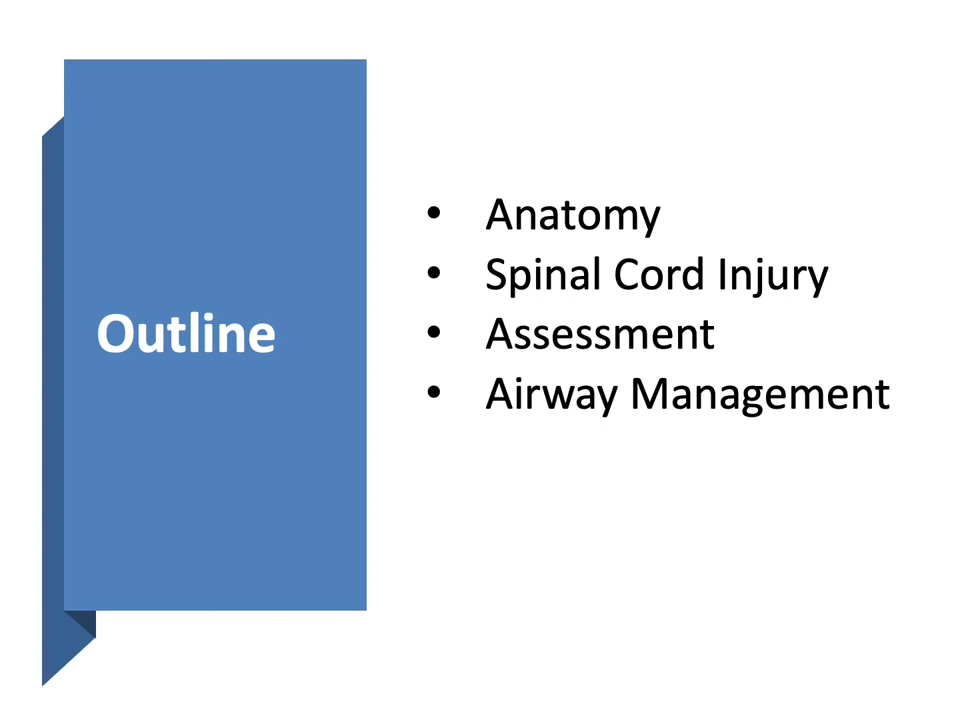 Outline
• Anatomy
• Spinal Cord Injury
• Assessment
• Airway Management